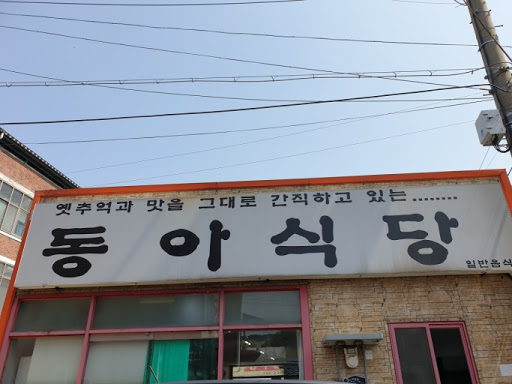 옛추억과 맛을 그대로 간직하고 있는........
동아식당
일반음식